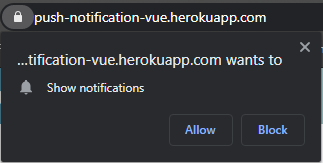 push-notification-vue.herokuapp.com
...tification-vue.herokuapp.com wants to
Show notifications
Allow
Block